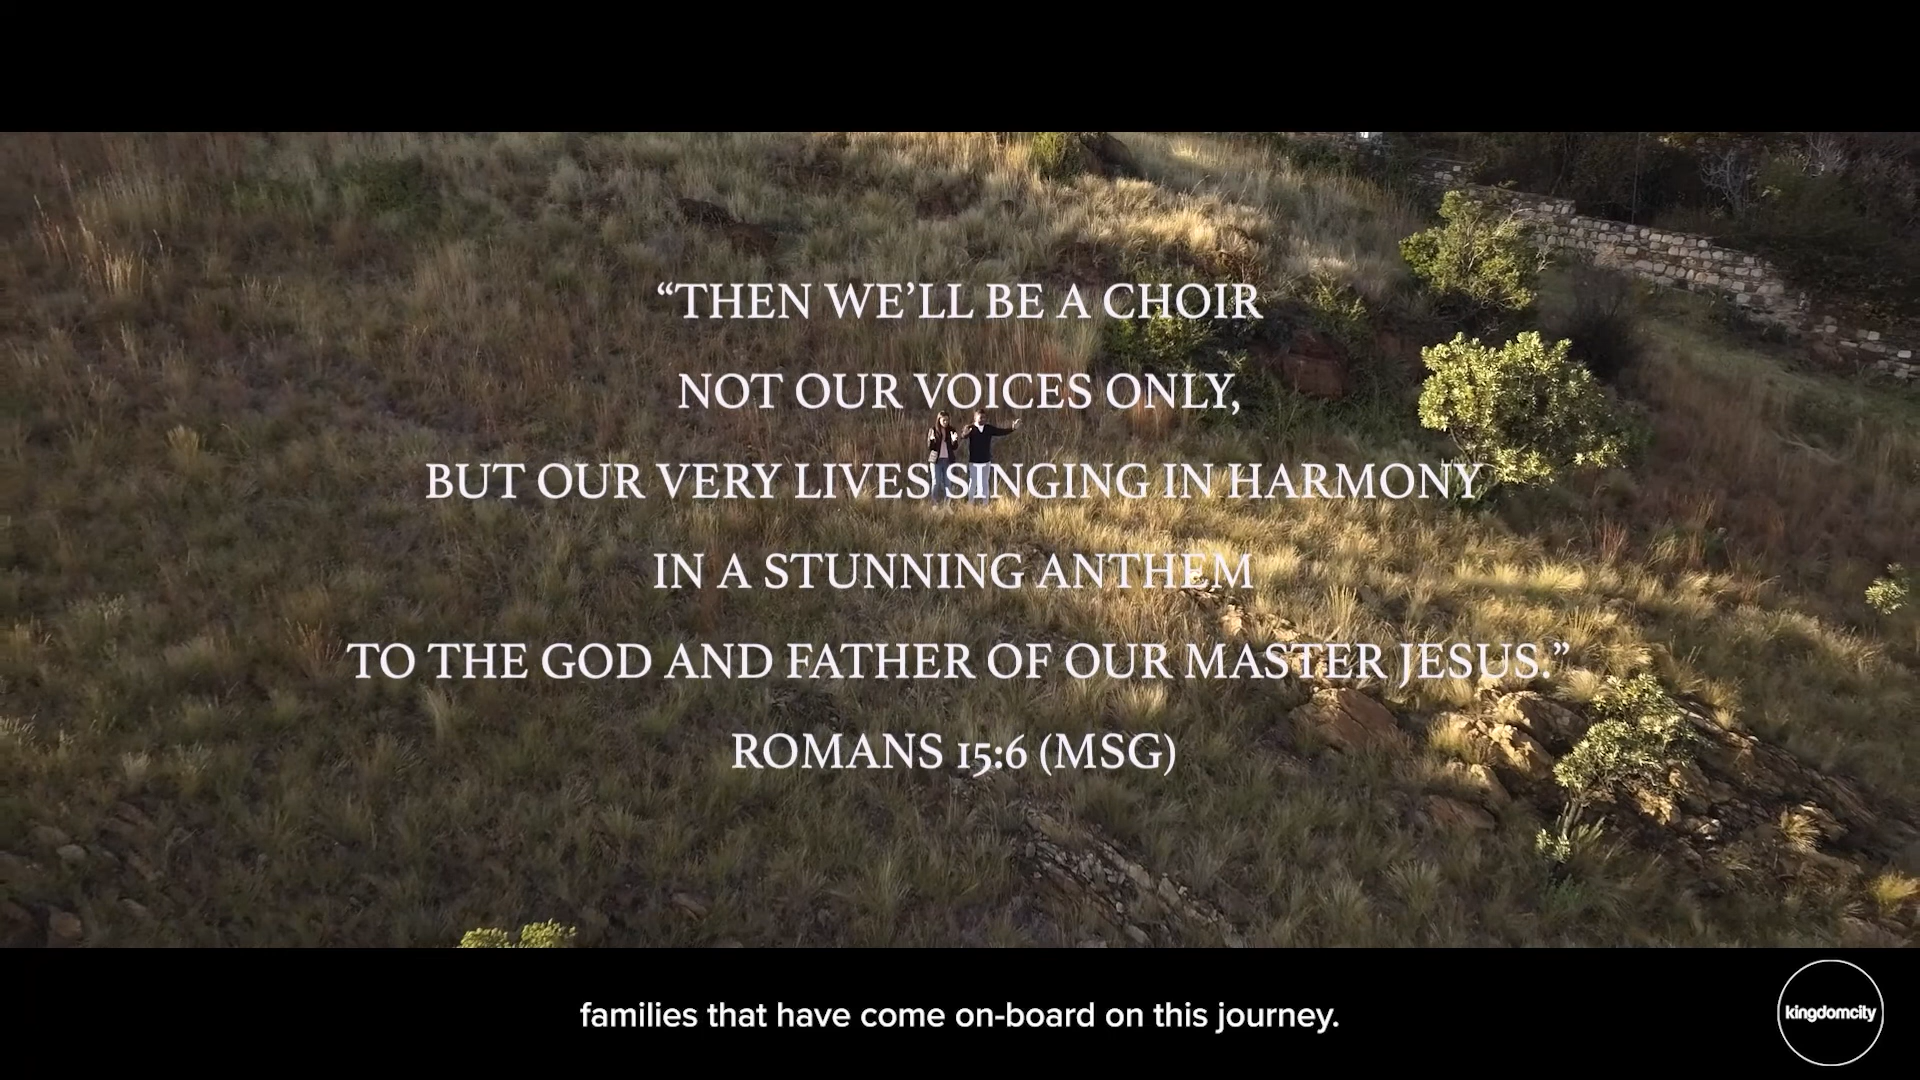 “THEN WE’LL BE A CHOIR
NOT OUR VOICES ONLY,
BUT OUR VERY LIVES SINGING IN HARMONY
IN A STUNNING ANTHEM
TO THE GOD AND FATHER OF OUR MASTER JESUS.”
ROMANS 15:6 (MSG)
families that have come on-board on this journey.
kingdomcity